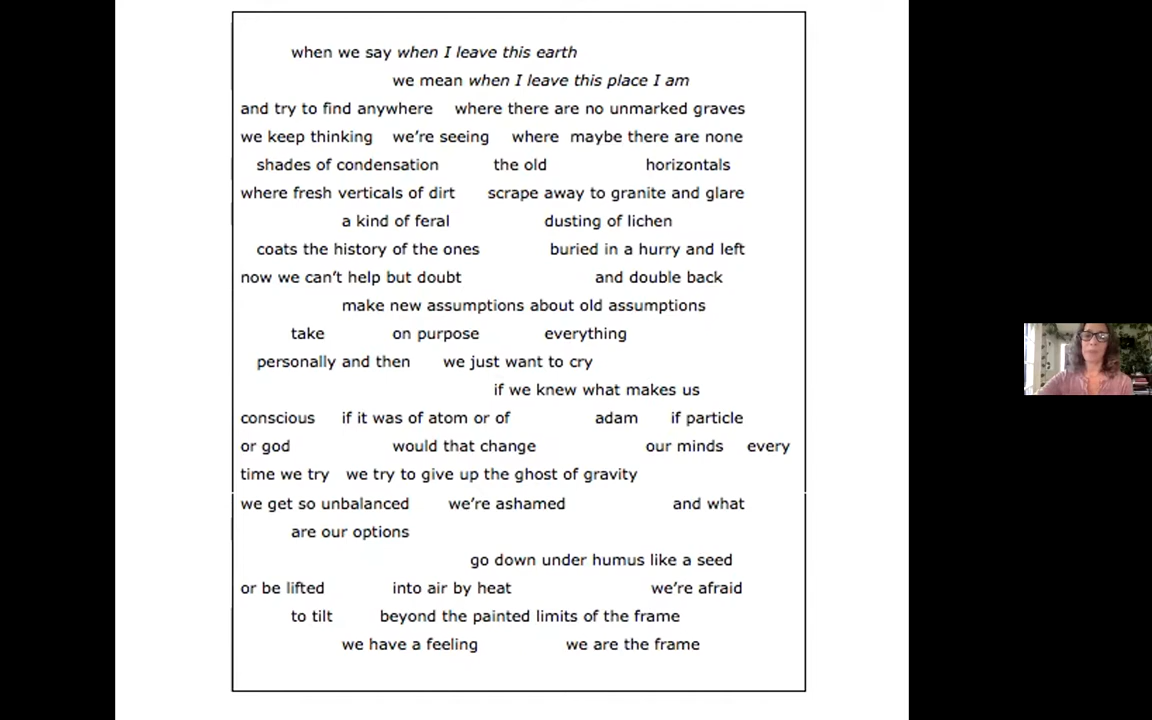 when we say when I leave this earth
we mean when I leave this place I am
and try to find anywhere where there are no unmarked graves
we keep thinking we're seeing where maybe there are none
shades of condensation the old horizontals
where fresh verticals of dirt scrape away to granite and glare
a kind of feral dusting of lichen
coats the history of the ones buried in a hurry and left
now we can't help but doubt and double back
make new assumptions about old assumptions
take on purpose everything
personally and then we just want to cry
if we knew what makes us
conscious if it was of atom or of adam if particle
or god would that change our minds every
time we try we try to give up the ghost of gravity
we get so unbalanced we're ashamed and what
are our options
go down under humus like a seed
or be lifted into air by heat we're afraid
to tilt beyond the painted limits of the frame
we have a feeling we are the frame